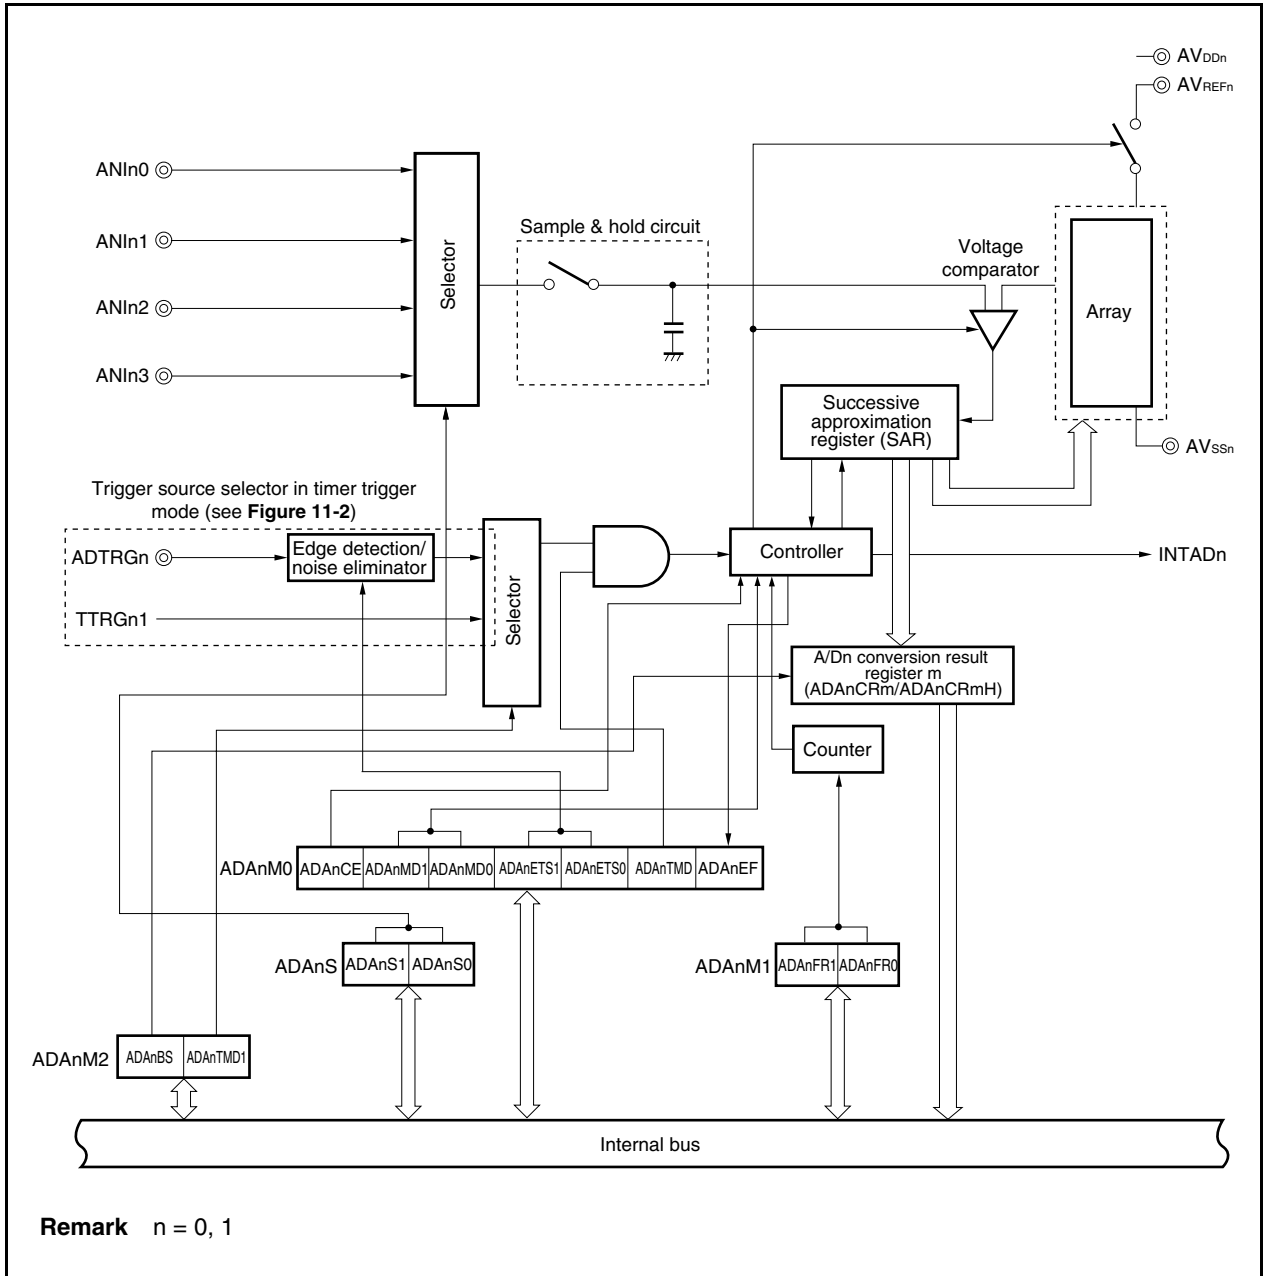 AVDDn
AVREFn
ANIn0
ANIn1
ANIn2
ANIn3
Selector
Sample & hold circuit
Voltage
comparator
Array
Successive
approximation
register (SAR)
AVSSn
Trigger source selector in timer trigger
mode (see Figure 11-2)
ADTRGn
Edge detection/
noise eliminator
TTRGn1
Selector
Controller
INTADn
A/Dn conversion result
register m
(ADAnCRm/ADAnCRmH)
Counter
ADAnM0
ADAnCE
ADAnMD1
ADAnMD0
ADAnETS1
ADAnETS0
ADAnTMD
ADAnEF
ADAnS
ADAnS1
ADAnS0
ADAnM1
ADAnFR1
ADAnFR0
ADAnM2
ADAnBS
ADAnTMD1
Internal bus
Remark n = 0, 1